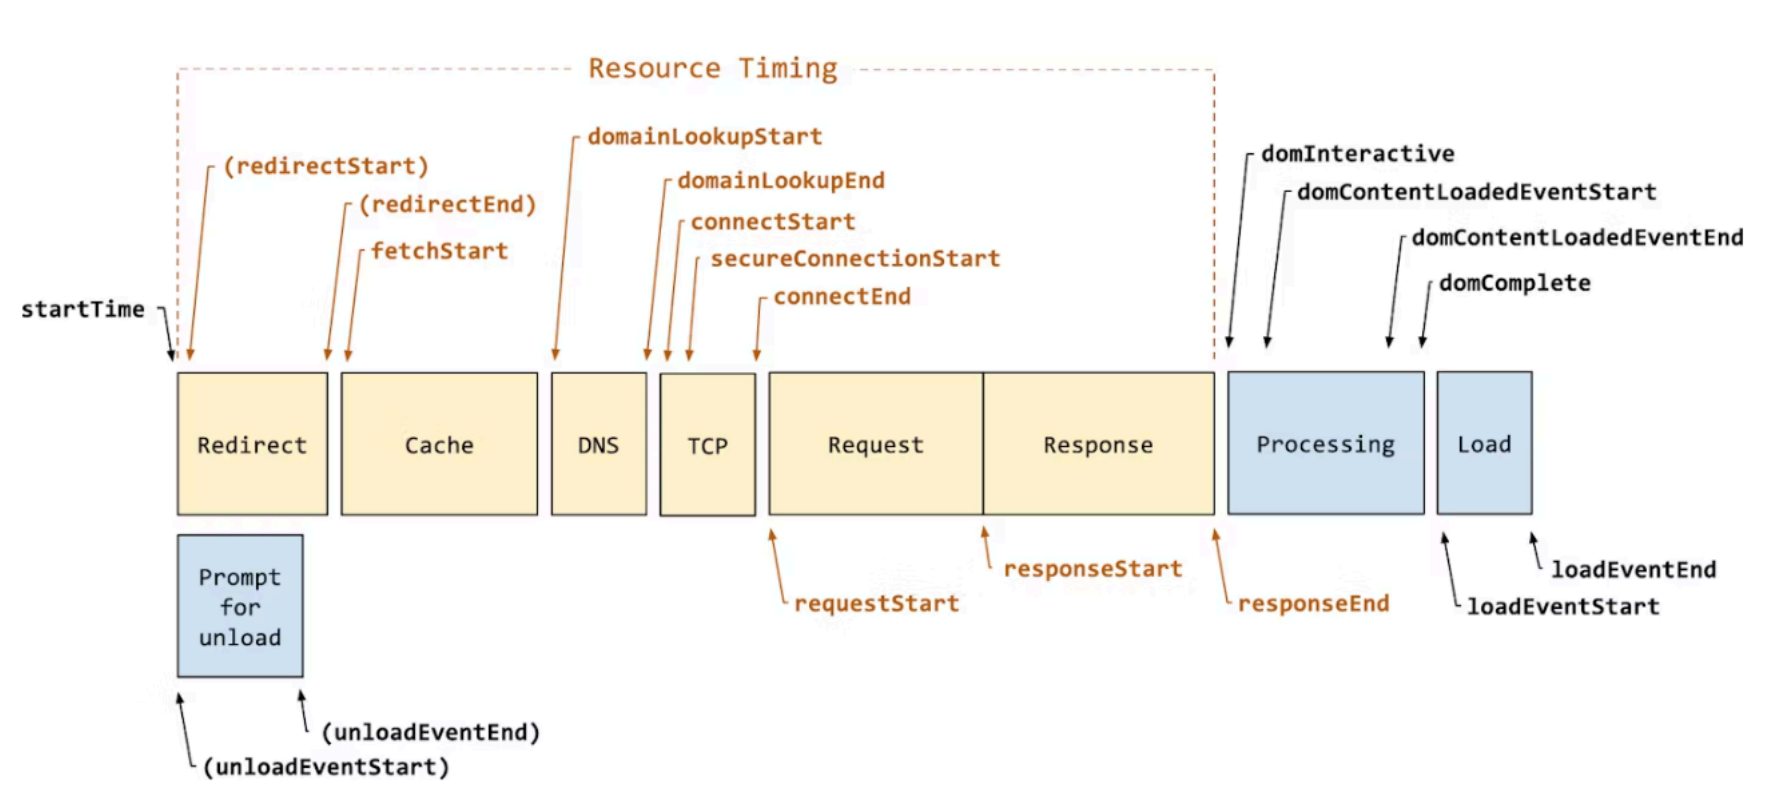 Resource Timing
domainLookupStart
(redirectStart)
domainLookupEnd
(redirectEnd)
connectStart
fetchStart
secureConnectionStart
connectEnd
startTime
domInteractive
domContentLoadedEventStart
domContentLoadedEventEnd
domComplete
Redirect
Cache
DNS
TCP
Request
Response
Processing
Load
Prompt
for
unload
requestStart
responseStart
responseEnd
loadEventEnd
loadEventStart
(unloadEventEnd)
(unloadEventStart)